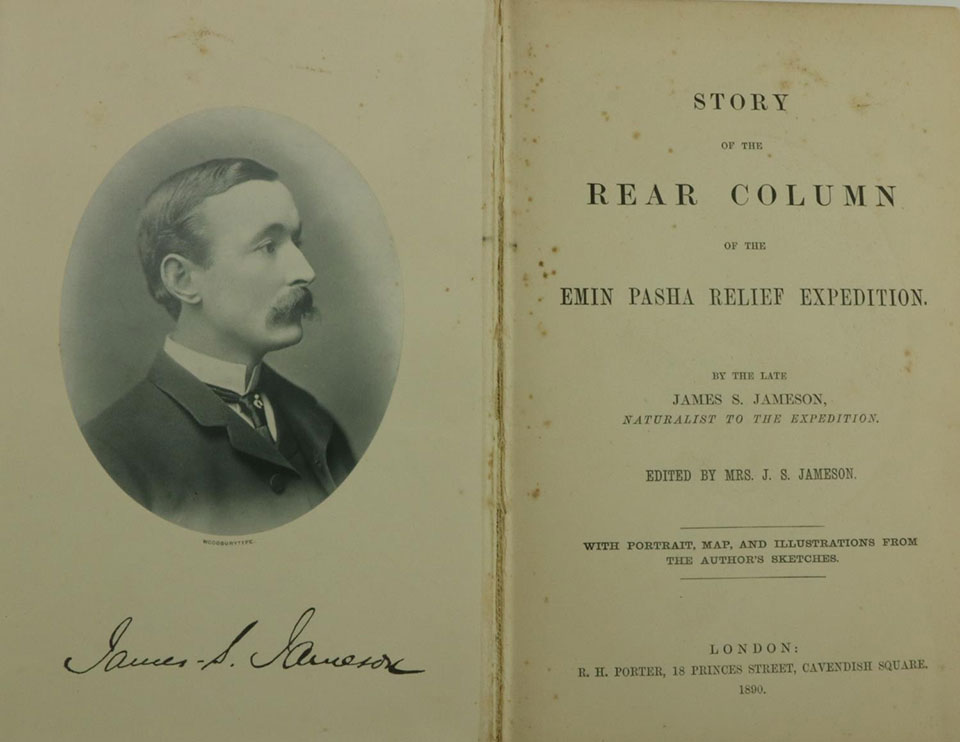 WOODBURYTYPE.
James S. Jameson
STORY
OF THE
REAR COLUMN
OF THE
EMIN PASHA RELIEF EXPEDITION.
BY THE LATE
JAMES S. JAMESON,
NATURALIST TO THE EXPEDITION.
EDITED BY MRS. J. S. JAMESON.
WITH PORTRAIT, MAP, AND ILLUSTRATIONS FROM
THE AUTHOR'S SKETCHES.
LONDON:
R. H. PORTER, 18 PRINCES STREET, CAVENDISH SQUARE.
1890.